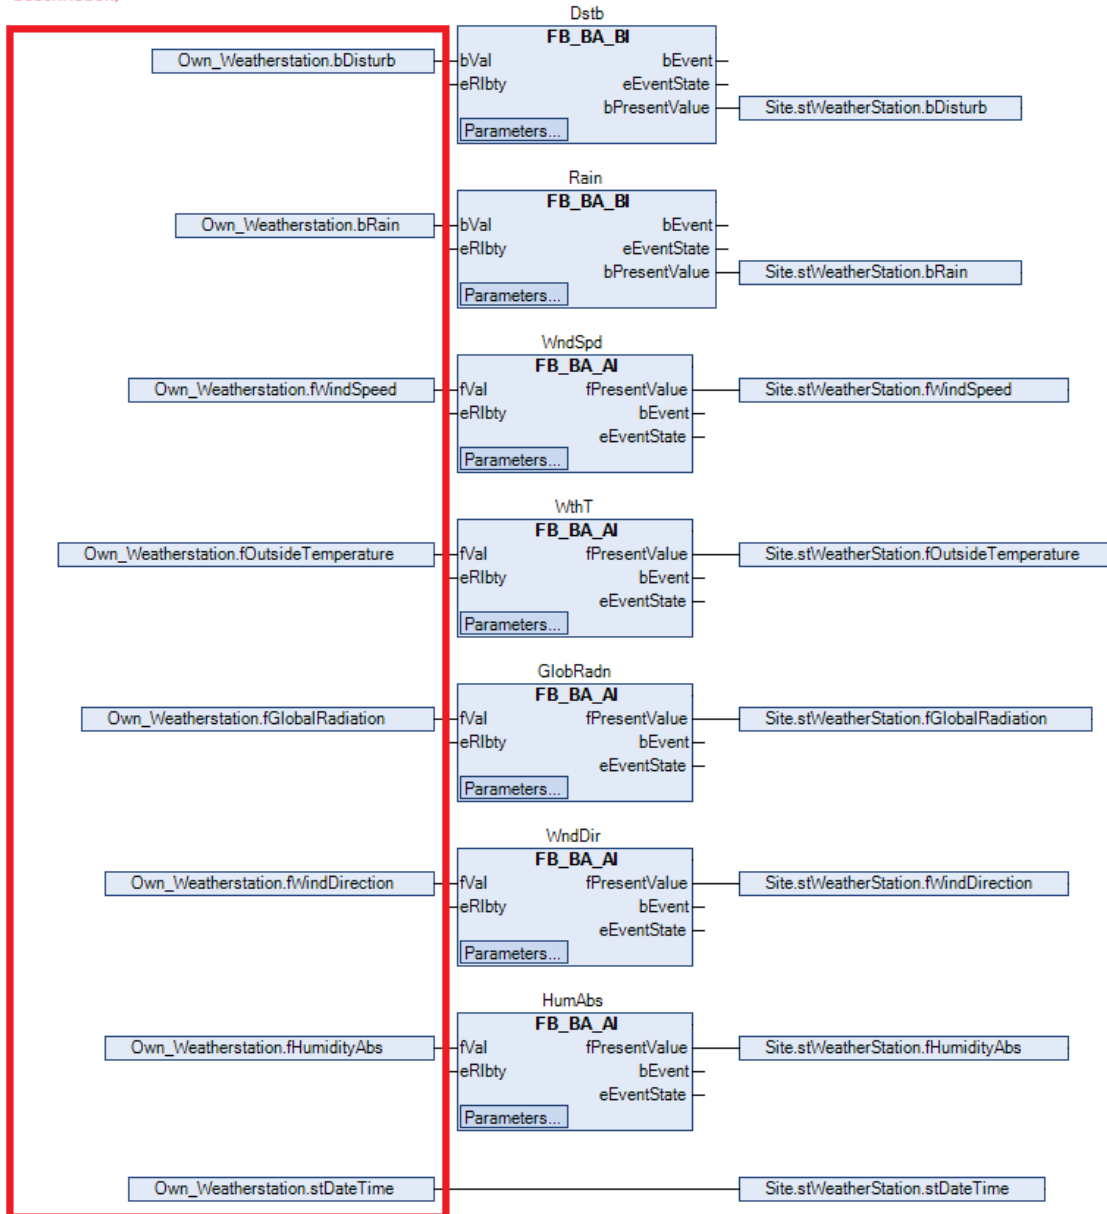 Dstb
FB_BA_BI
Own_Weatherstation.bDisturb bVal bEvent
eRlbty eEventState
bPresentValue Site.stWeatherStation.bDisturb
Parameters...
Rain
FB_BA_BI
Own_Weatherstation.bRain bVal bEvent
eRlbty eEventState
bPresentValue Site.stWeatherStation.bRain
Parameters...
WndSpd
FB_BA_AI
Own_Weatherstation.fWindSpeed fVal fPresentValue Site.stWeatherStation.fWindSpeed
eRlbty bEvent
eEventState
Parameters...
WthT
FB_BA_AI
Own_Weatherstation.fOutsideTemperature fVal fPresentValue Site.stWeatherStation.fOutsideTemperature
eRlbty bEvent
eEventState
Parameters...
GlobRadn
FB_BA_AI
Own_Weatherstation.fGlobalRadiation fVal fPresentValue Site.stWeatherStation.fGlobalRadiation
eRlbty bEvent
eEventState
Parameters...
WndDir
FB_BA_AI
Own_Weatherstation.fWindDirection fVal fPresentValue Site.stWeatherStation.fWindDirection
eRlbty bEvent
eEventState
Parameters...
HumAbs
FB_BA_AI
Own_Weatherstation.fHumidityAbs fVal fPresentValue Site.stWeatherStation.fHumidityAbs
eRlbty bEvent
eEventState
Parameters...
Own_Weatherstation.stDateTime Site.stWeatherStation.stDateTime